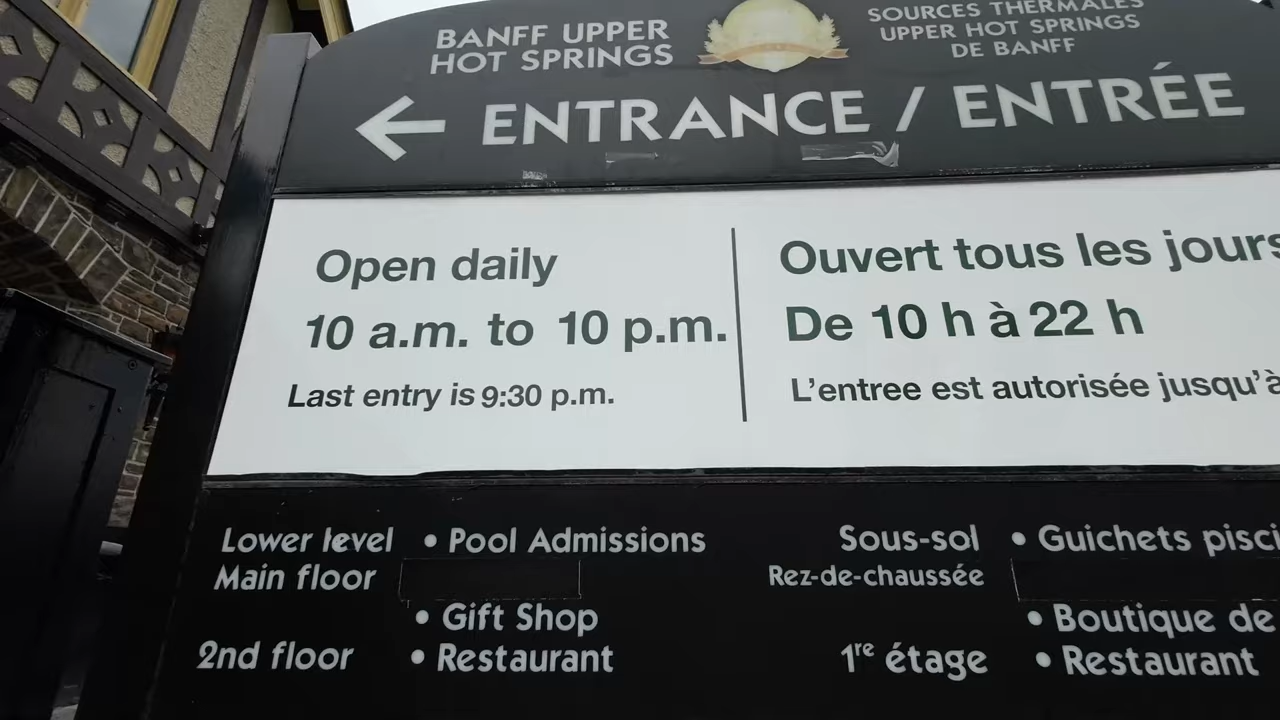 BANFF UPPER
HOT SPRINGS
SOURCES THERMALES
UPPER HOT SPRINGS
DE BANFF
← ENTRANCE / ENTRÉE
Open daily
10 a.m. to 10 p.m.
Last entry is 9:30 p.m.
Ouvert tous les jours
De 10 h à 22 h
L'entree est autorisée jusqu'à
Lower level • Pool Admissions
Main floor
• Gift Shop
2nd floor • Restaurant
Sous-sol • Guichets pisci
Rez-de-chaussée
• Boutique de
1re étage • Restaurant